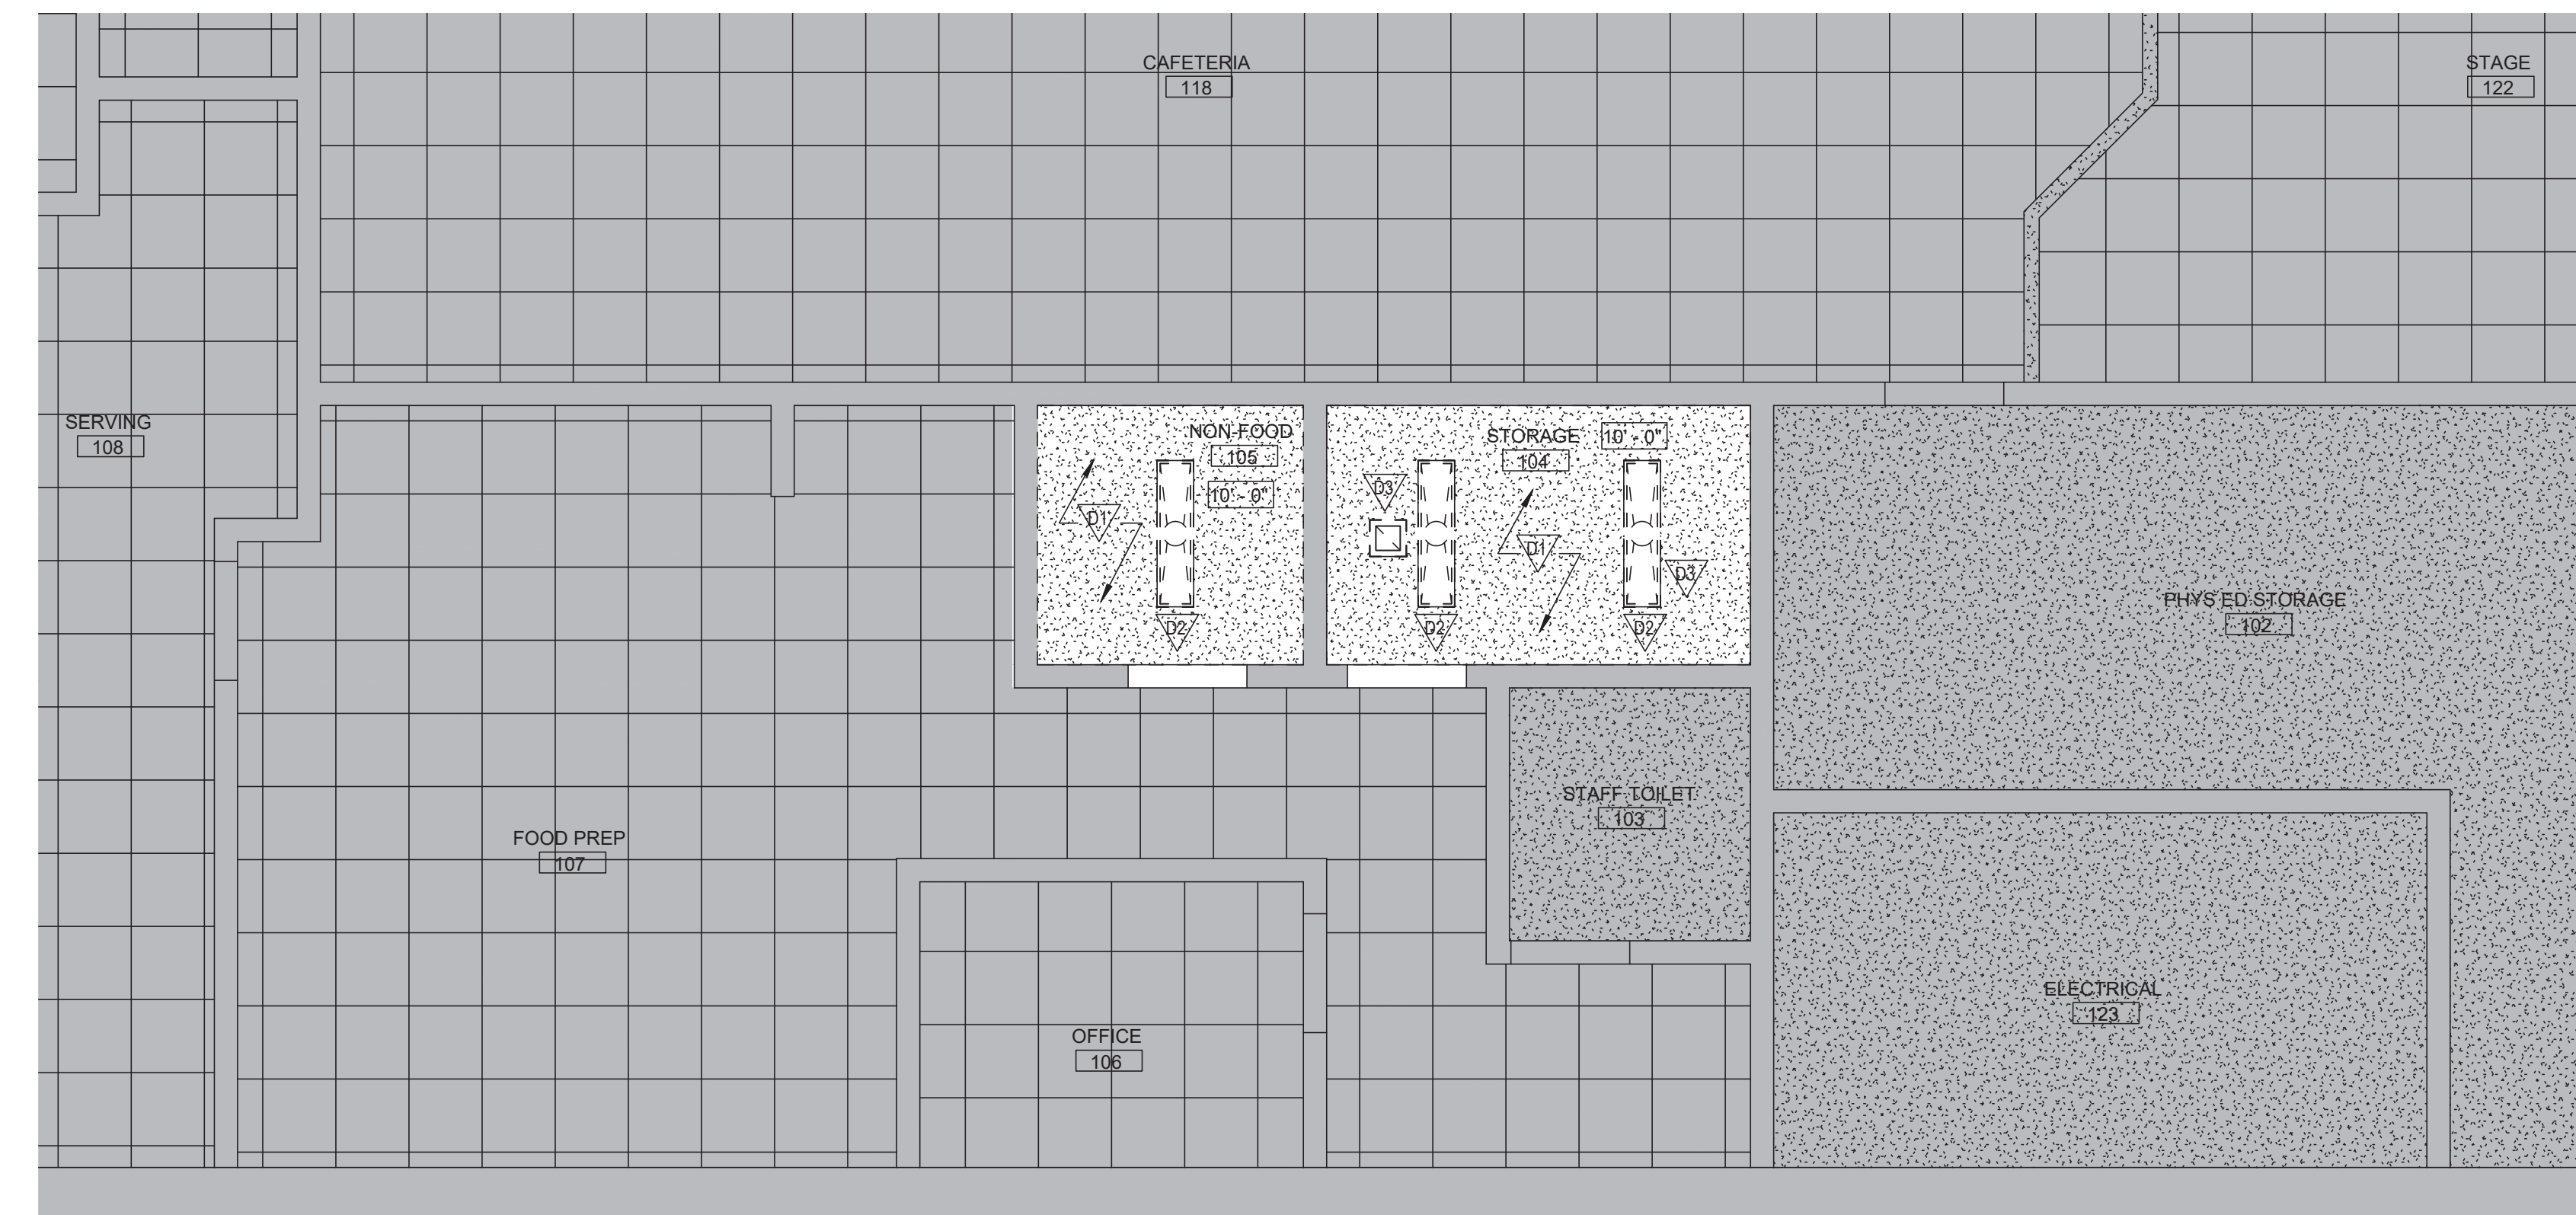 CAFETERIA
118
STAGE
122
SERVING
108
NON-FOOD
105
10' - 0"
STORAGE
104
10' - 0"
D3
D1
D1
D3
D2
D2
D2
PHYS ED STORAGE
102
STAFF TOILET
103
FOOD PREP
107
ELECTRICAL
123
OFFICE
106